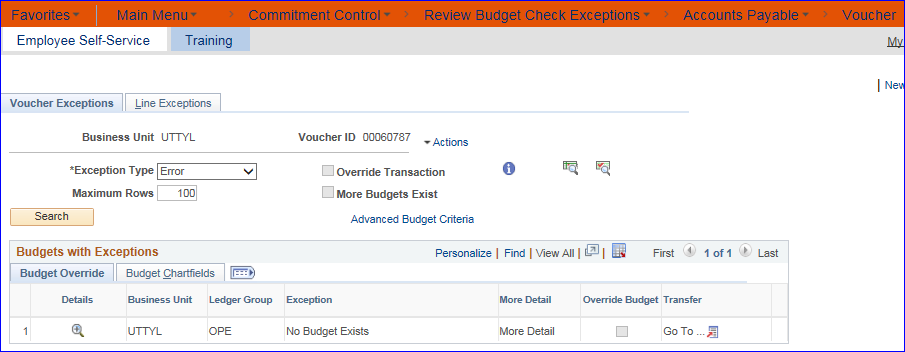 Favorites Main Menu Commitment Control Review Budget Check Exceptions Accounts Payable Voucher
Employee Self-Service Training My
New
Voucher Exceptions Line Exceptions
Business Unit UTTYL Voucher ID 00060787 Actions
*Exception Type Error Override Transaction
Maximum Rows 100 More Budgets Exist
Search Advanced Budget Criteria
Budgets with Exceptions Personalize | Find | View All | | First 1 of 1 Last
Budget Override Budget Chartfields
Details Business Unit Ledger Group Exception More Detail Override Budget Transfer
1 UTTYL OPE No Budget Exists More Detail Go To ...